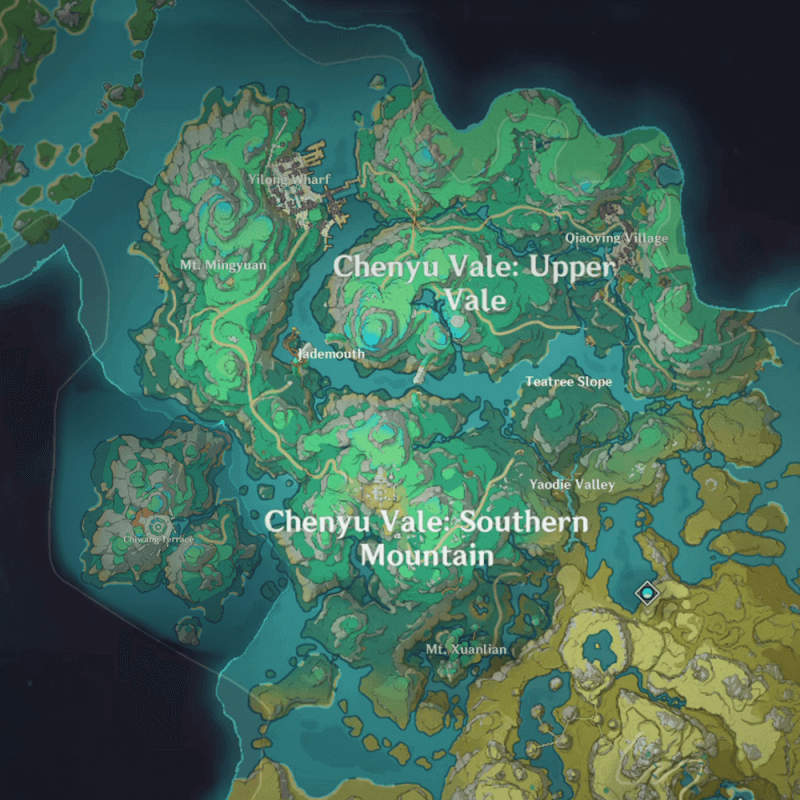 Yilong Wharf
Qiaoying Village
Mt. Mingyuan
Chenyu Vale: Upper
Vale
Jademouth
Teatree Slope
Yaodie Valley
Chenyu Vale: Southern
Mountain
Chiwang Terrace
Mt. Xuanlian